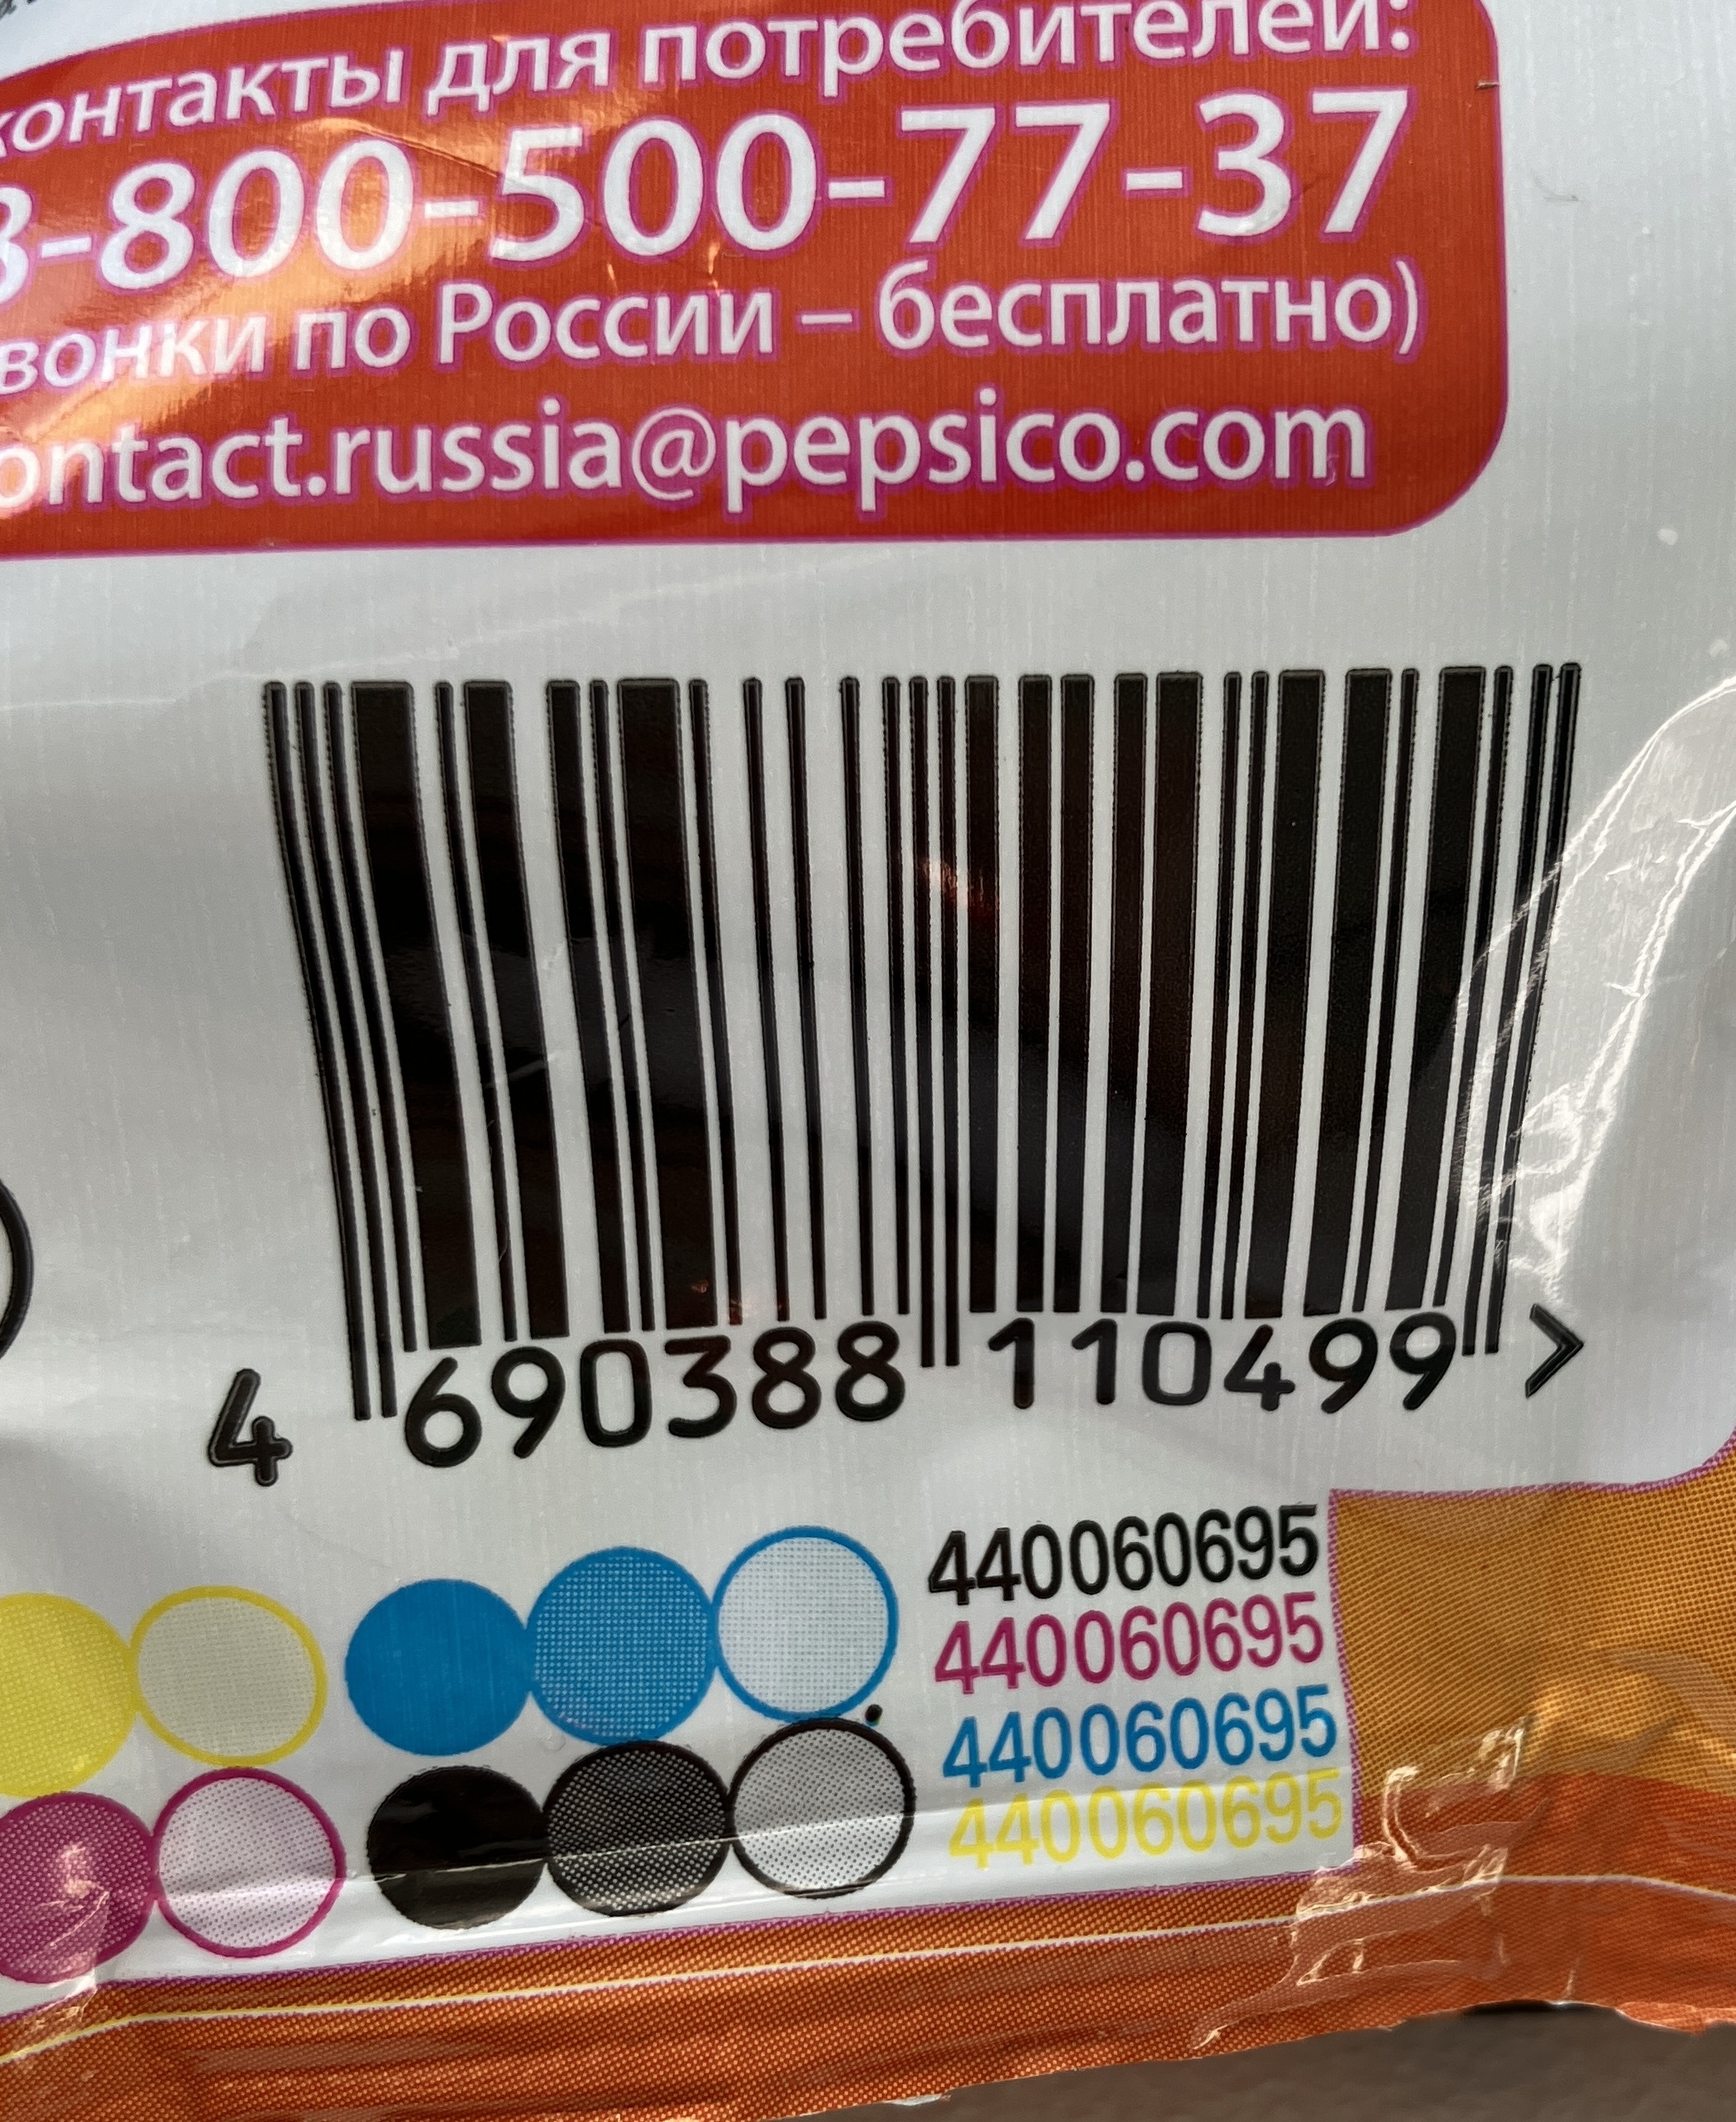 контакты для потребителей:
8-800-500-77-37
звонки по России – бесплатно)
contact.russia@pepsico.com
4 690388 110499 >
440060695
440060695
440060695
440060695